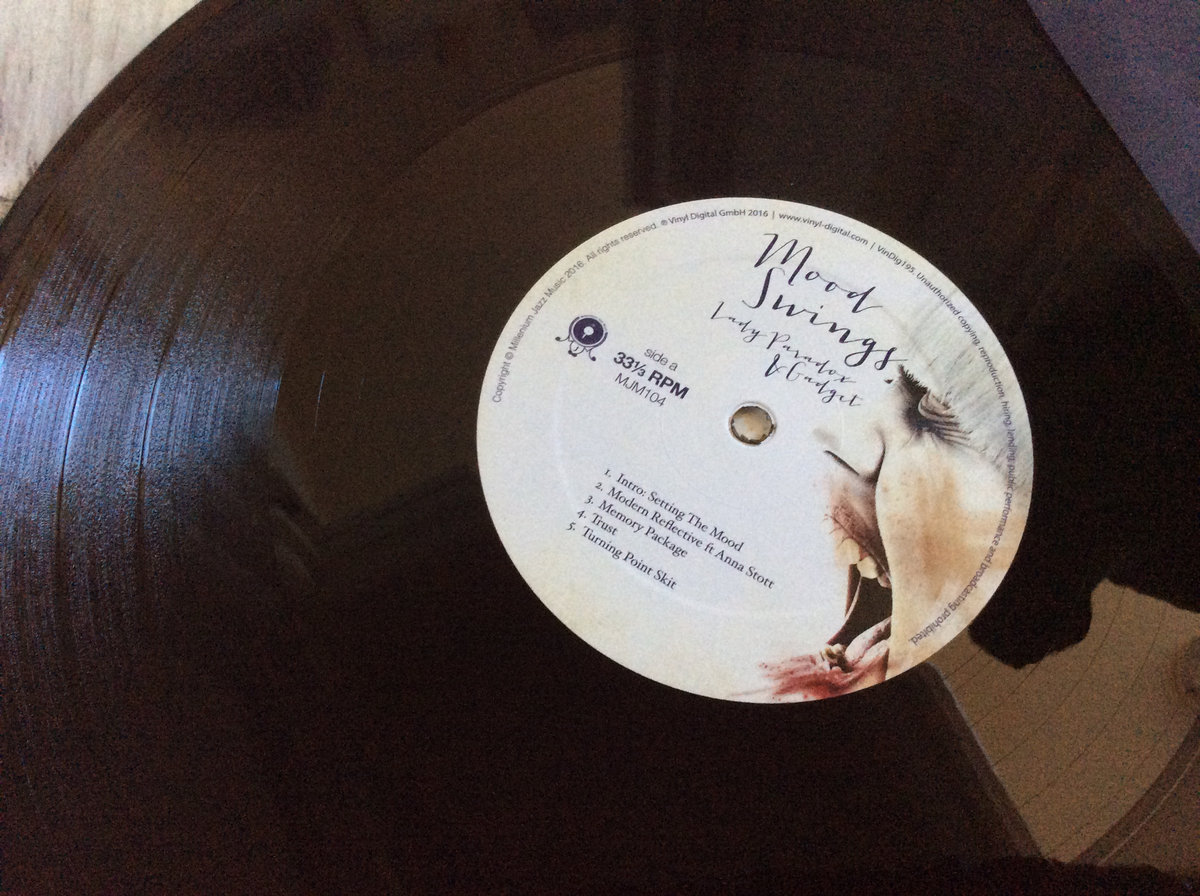 Copyright © Millenium Jazz Music 2016. All rights reserved. ® Vinyl Digital GmbH 2016 | www.vinyl-digital.com | VinDig195. Unauthorized copying, reproduction, hiring, lending, public performance and broadcasting prohibited.
Mood
Swings
Lady Paradox
& Gadget
side a
33⅓ RPM
MJM104
1. Intro: Setting The Mood
2. Modern Reflective ft Anna Stott
3. Memory Package
4. Trust
5. Turning Point Skit